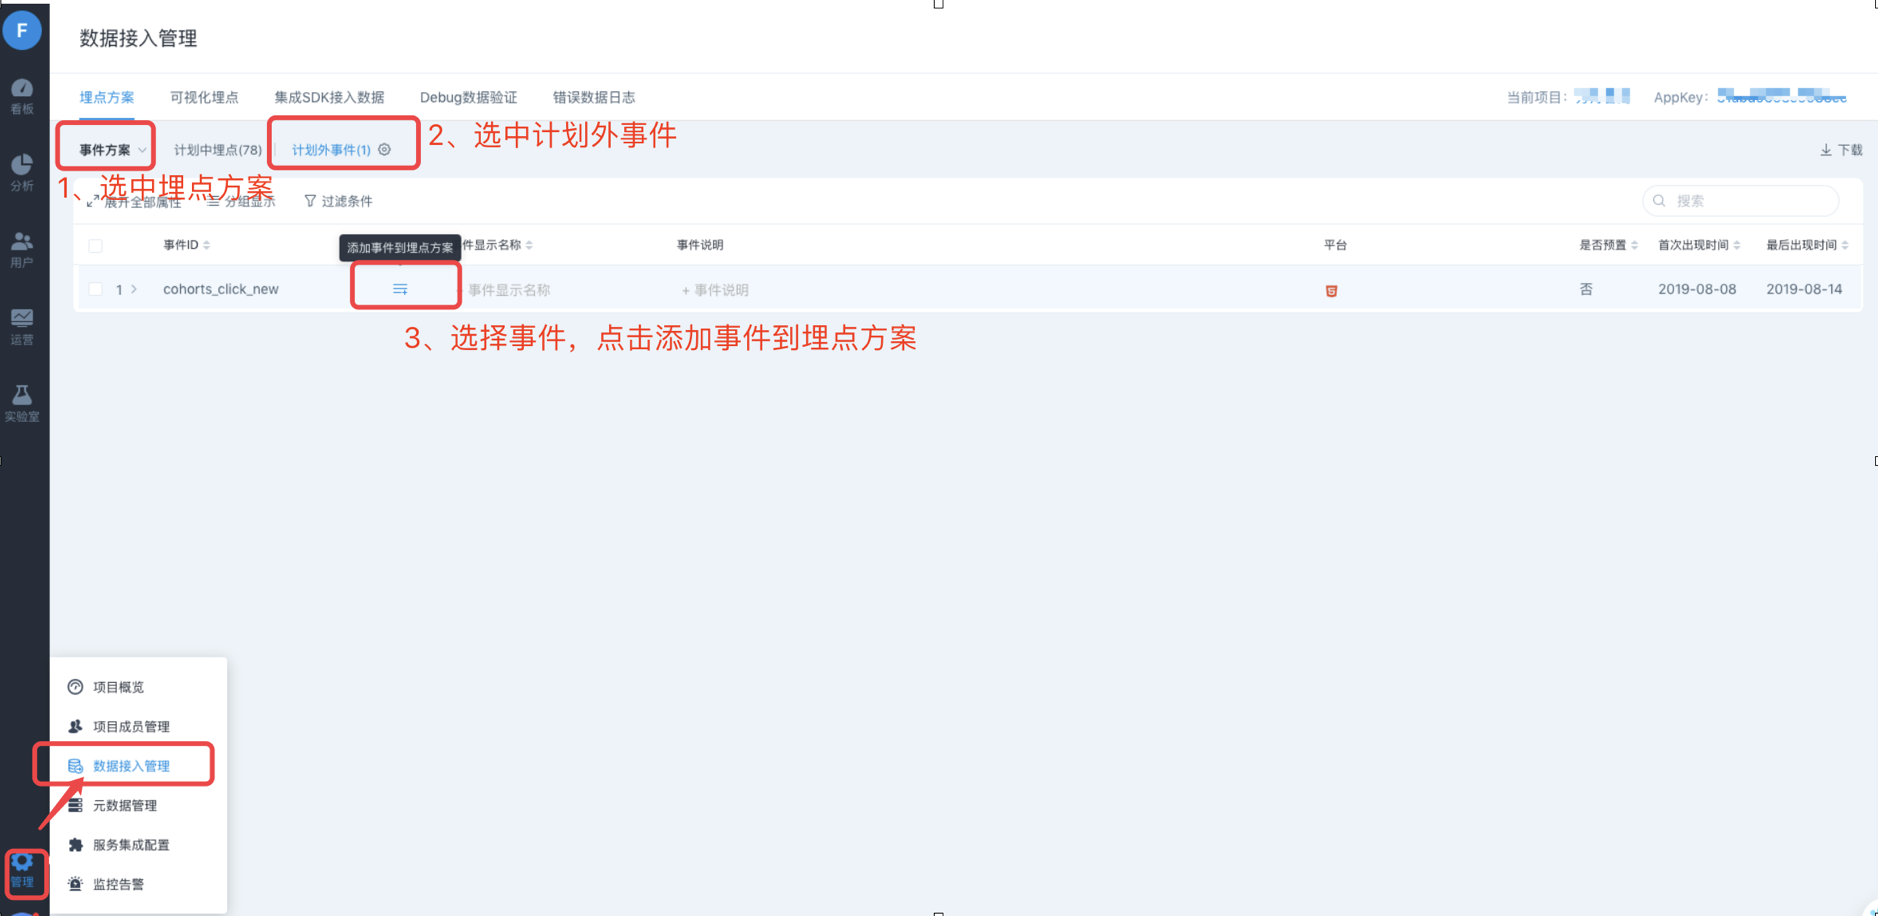 F
数据接入管理
看板
埋点方案 可视化埋点 集成SDK接入数据 Debug数据验证 错误数据日志 当前项目: AppKey:
事件方案 计划中埋点(78) 计划外事件(1) 2、选中计划外事件 下载
分析
1、选中埋点方案
展开全部属性 分组显示 过滤条件 搜索
事件ID 添加事件到埋点方案 件显示名称 事件说明 平台 是否预置 首次出现时间 最后出现时间
用户
1 cohorts_click_new 事件显示名称 + 事件说明 否 2019-08-08 2019-08-14
3、选择事件，点击添加事件到埋点方案
运营
实验室
项目概览
项目成员管理
数据接入管理
元数据管理
服务集成配置
管理
监控告警